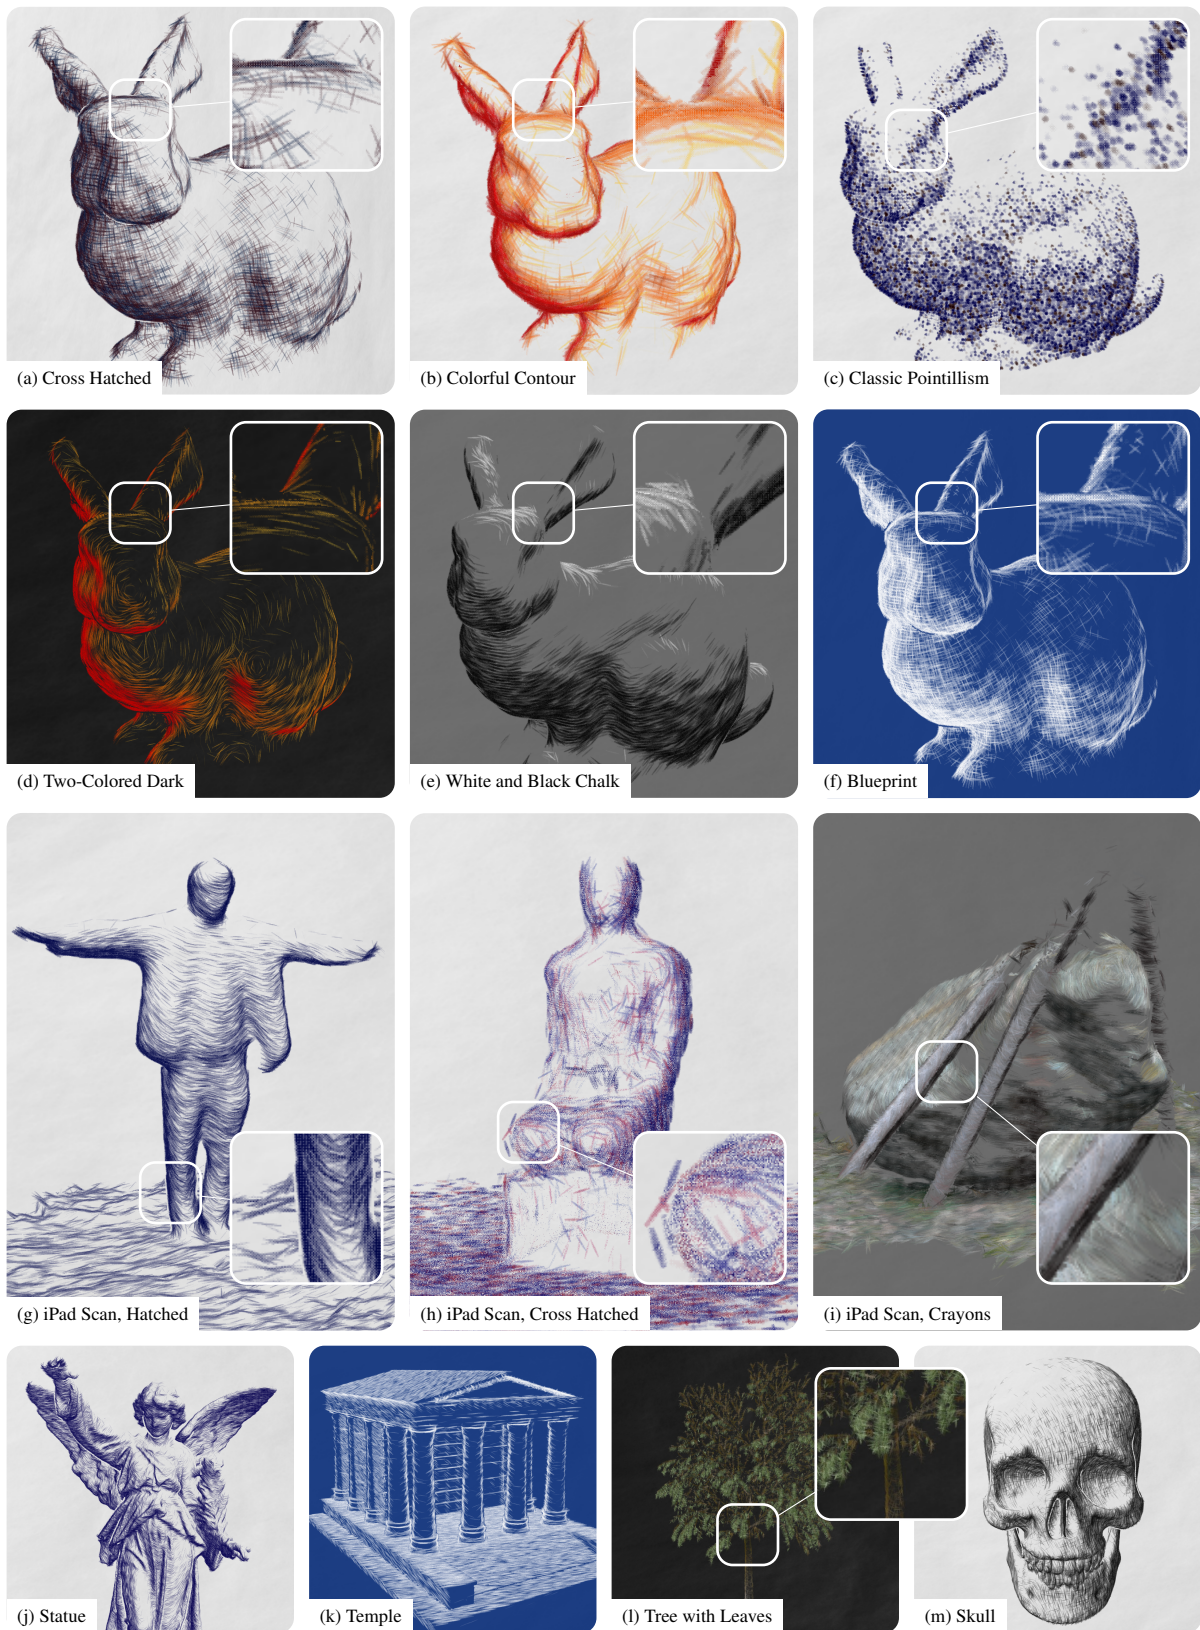 (a) Cross Hatched
(b) Colorful Contour
(c) Classic Pointillism
(d) Two-Colored Dark
(e) White and Black Chalk
(f) Blueprint
(g) iPad Scan, Hatched
(h) iPad Scan, Cross Hatched
(i) iPad Scan, Crayons
(j) Statue
(k) Temple
(l) Tree with Leaves
(m) Skull